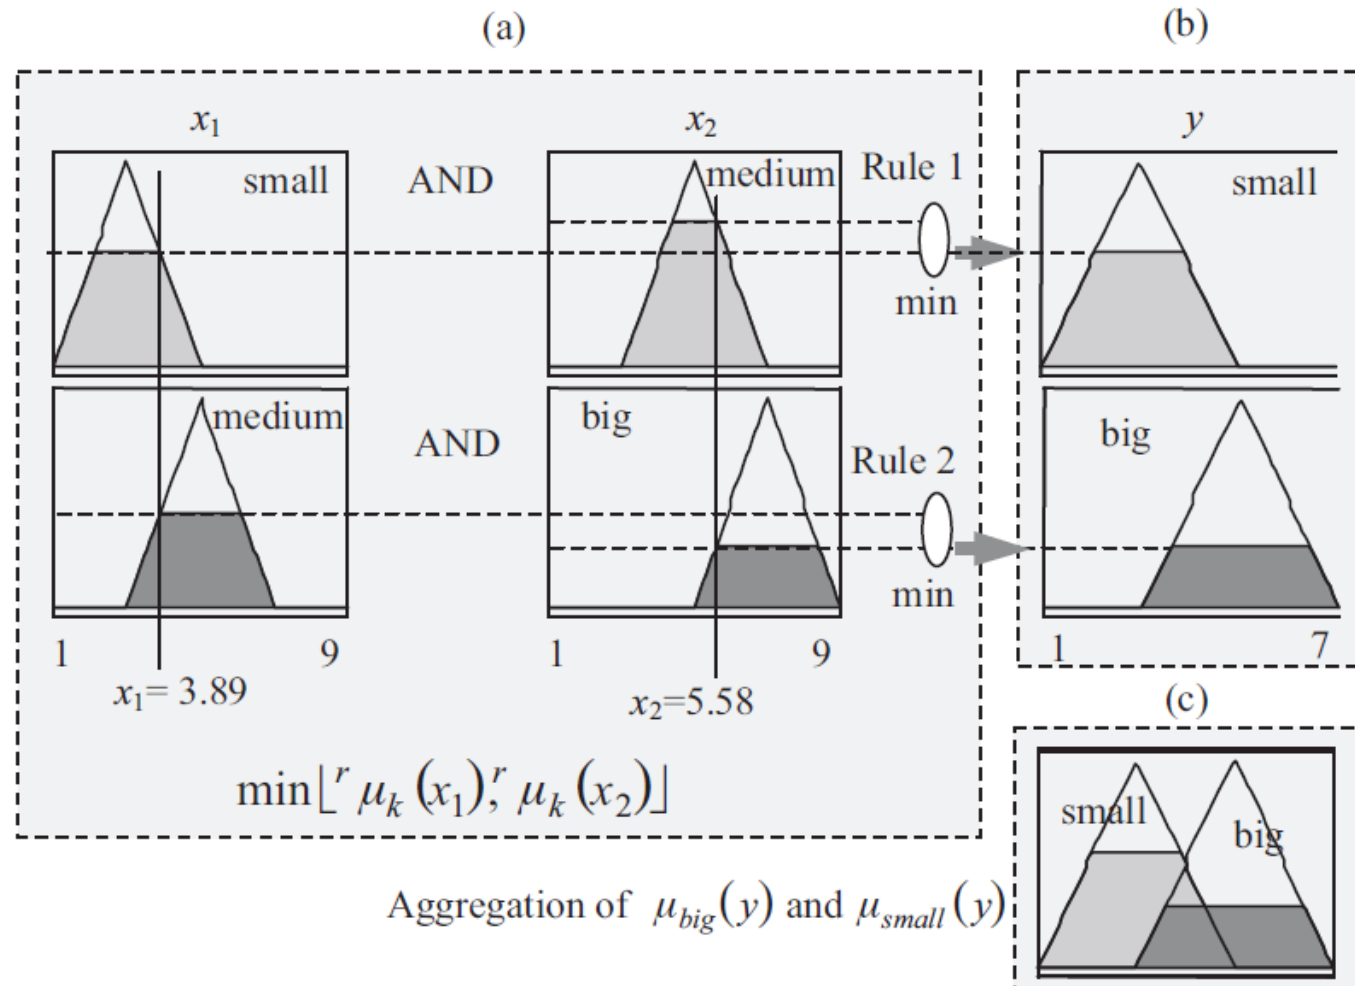 (a)
(b)
x₁
x₂
y
small
AND
medium
Rule 1
min
small
medium
AND
big
Rule 2
min
big
1
9
1
9
1
7
x₁= 3.89
x₂=5.58
(c)
min⌊ʳ μₖ (x₁),ʳ μₖ (x₂)⌋
small
big
Aggregation of μ_big(y) and μ_small(y)